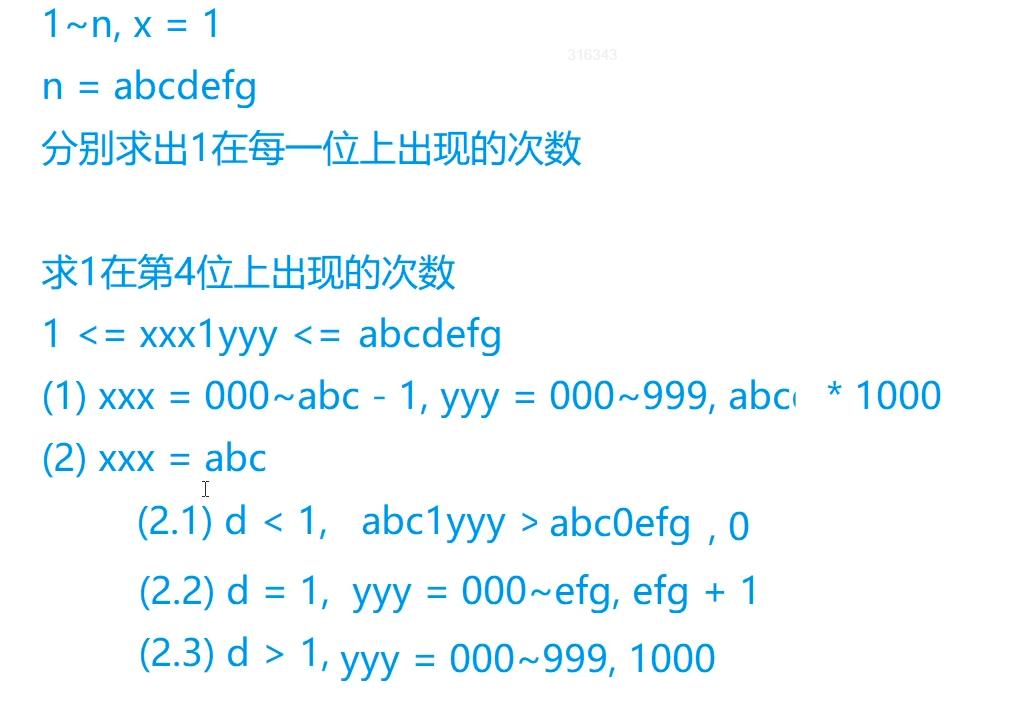 1~n, x = 1
316343
n = abcdefg
分别求出1在每一位上出现的次数
求1在第4位上出现的次数
1 <= xxx1yyy <= abcdefg
(1) xxx = 000~abc - 1, yyy = 000~999, abc * 1000
(2) xxx = abc
(2.1) d < 1, abc1yyy > abc0efg , 0
(2.2) d = 1, yyy = 000~efg, efg + 1
(2.3) d > 1, yyy = 000~999, 1000